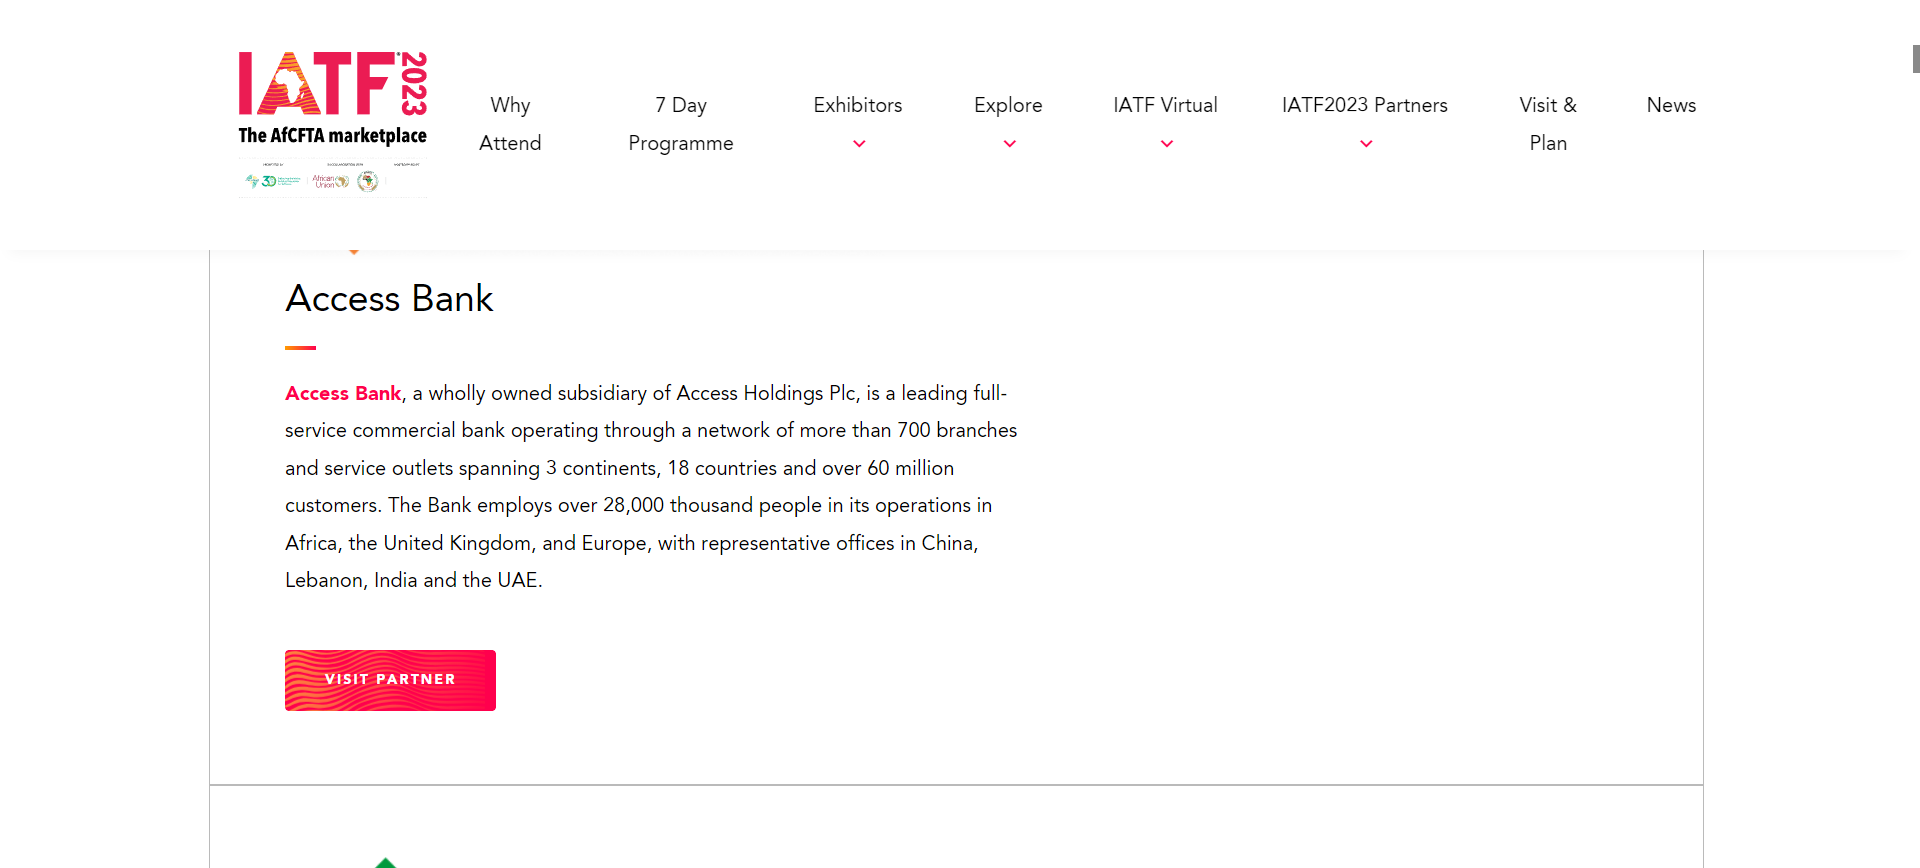 IATF 2023
The AfCFTA marketplace
30
African
Union
Why
Attend
7 Day
Programme
Exhibitors
Explore
IATF Virtual
IATF2023 Partners
Visit &
Plan
News
Access Bank
Access Bank, a wholly owned subsidiary of Access Holdings Plc, is a leading full-
service commercial bank operating through a network of more than 700 branches
and service outlets spanning 3 continents, 18 countries and over 60 million
customers. The Bank employs over 28,000 thousand people in its operations in
Africa, the United Kingdom, and Europe, with representative offices in China,
Lebanon, India and the UAE.
VISIT PARTNER